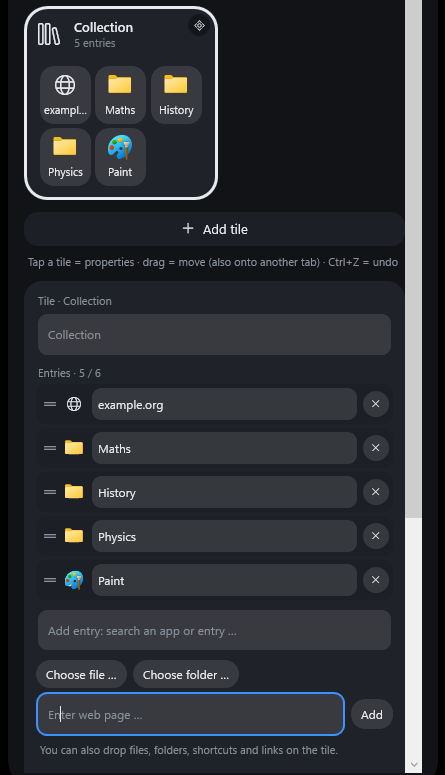 Collection
5 entries
exampl...
Maths
History
Physics
Paint
+ Add tile
Tap a tile = properties · drag = move (also onto another tab) · Ctrl+Z = undo
Tile · Collection
Collection
Entries · 5 / 6
example.org
Maths
History
Physics
Paint
Add entry: search an app or entry ...
Choose file ...
Choose folder ...
Enter web page ...
Add
You can also drop files, folders, shortcuts and links on the tile.